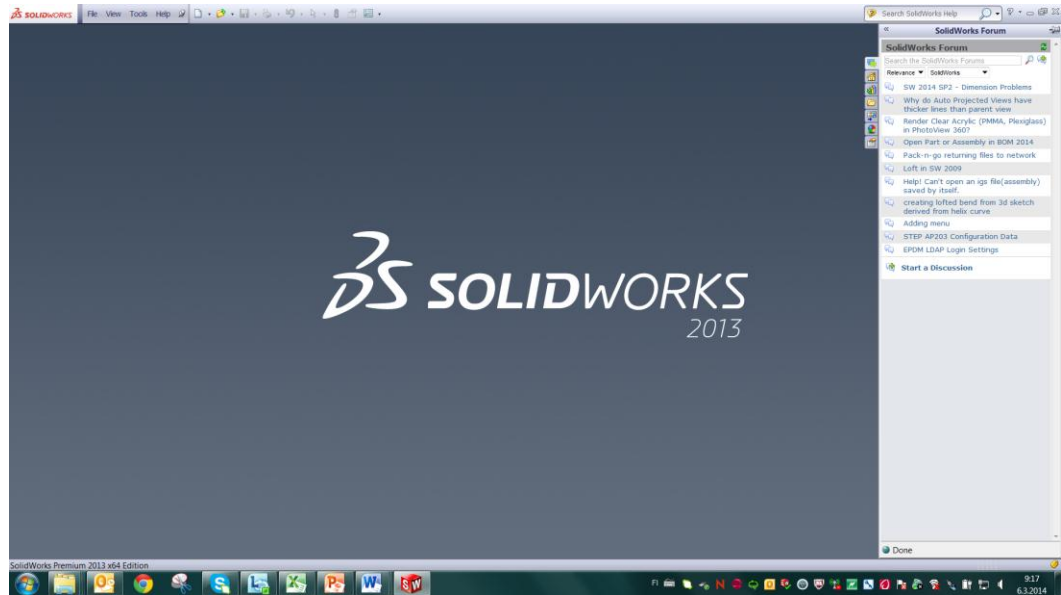 SOLIDWORKS File View Tools Help
Search SolidWorks Help
SolidWorks Forum
SolidWorks Forum
Search the SolidWorks Forums
Relevance SolidWorks
SW 2014 SP2 - Dimension Problems
Why do Auto Projected Views have
thicker lines than parent view
Render Clear Acrylic (PMMA, Plexiglass)
in PhotoView 360?
Open Part or Assembly in BOM 2014
Pack-n-go returning files to network
Loft in SW 2009
Help! Can't open an igs file(assembly)
saved by itself.
creating lofted bend from 3d sketch
derived from helix curve
Adding menu
STEP AP203 Configuration Data
EPDM LDAP Login Settings
Start a Discussion
SOLIDWORKS
2013
Done
SolidWorks Premium 2013 x64 Edition
FI
9:17
6.3.2014